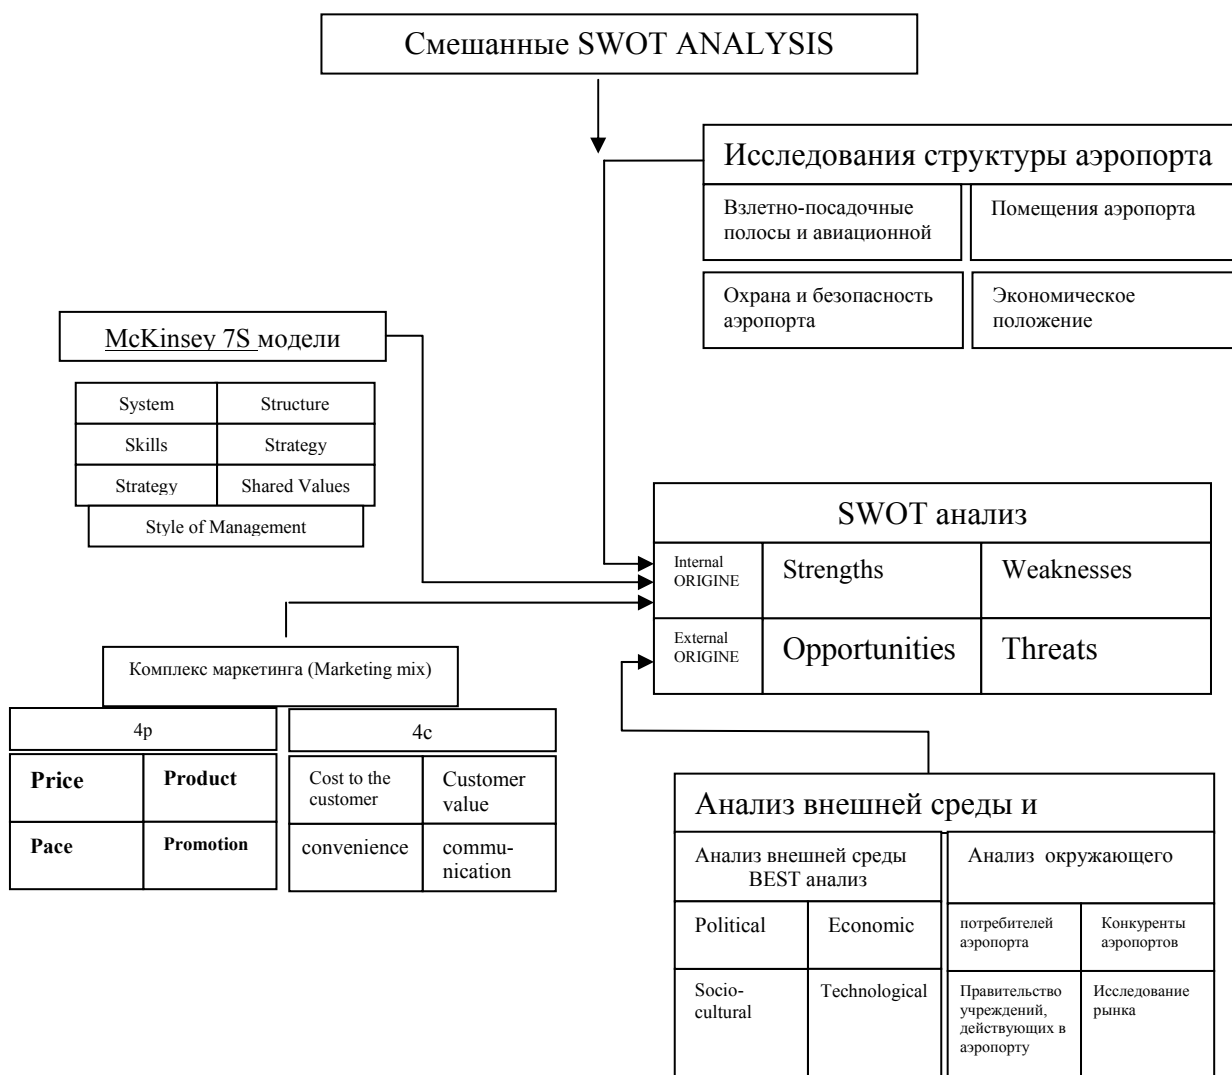 Смешанные SWOT ANALYSIS
Исследования структуры аэропорта
Взлетно-посадочные
полосы и авиационной
Помещения аэропорта
Охрана и безопасность
аэропорта
Экономическое
положение
McKinsey 7S модели
System
Structure
Skills
Strategy
Strategy
Shared Values
Style of Management
SWOT анализ
Internal
ORIGINE
Strengths
Weaknesses
External
ORIGINE
Opportunities
Threats
Комплекс маркетинга (Marketing mix)
4p
4c
Price
Product
Pace
Promotion
Cost to the
customer
Customer
value
convenience
commu-
nication
Анализ внешней среды и
Анализ внешней среды
BEST анализ
Анализ окружающего
Political
Economic
Socio-
cultural
Technological
потребителей
аэропорта
Конкуренты
аэропортов
Правительство
учреждений,
действующих в
аэропорту
Исследование
рынка